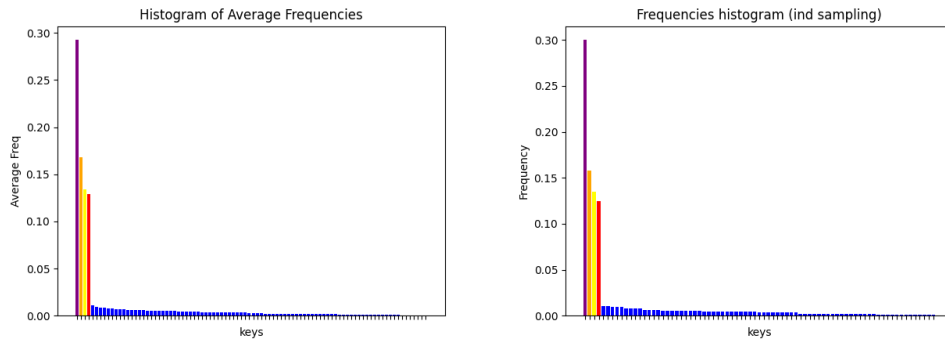 Histogram of Average Frequencies
0.30
0.25
0.20
0.15
0.10
0.05
0.00
Average Freq
keys
Frequencies histogram (ind sampling)
0.30
0.25
0.20
0.15
0.10
0.05
0.00
Frequency
keys